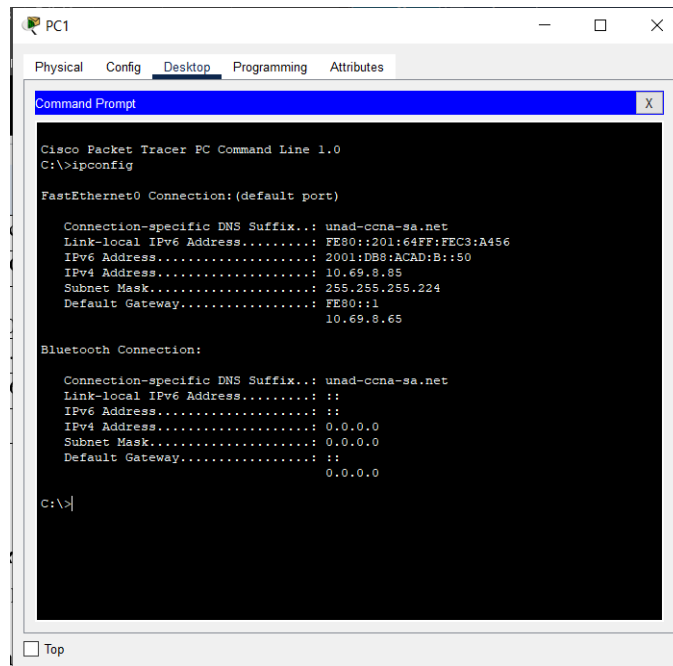 PC1
Physical Config Desktop Programming Attributes
Command Prompt
X
Cisco Packet Tracer PC Command Line 1.0
C:\>ipconfig
FastEthernet0 Connection:(default port)
Connection-specific DNS Suffix..: unad-ccna-sa.net
Link-local IPv6 Address.........: FE80::201:64FF:FEC3:A456
IPv6 Address....................: 2001:DB8:ACAD:B::50
IPv4 Address....................: 10.69.8.85
Subnet Mask.....................: 255.255.255.224
Default Gateway.................: FE80::1
10.69.8.65
Bluetooth Connection:
Connection-specific DNS Suffix..: unad-ccna-sa.net
Link-local IPv6 Address.........: ::
IPv6 Address....................: ::
IPv4 Address....................: 0.0.0.0
Subnet Mask.....................: 0.0.0.0
Default Gateway.................: ::
0.0.0.0
C:\>
Top